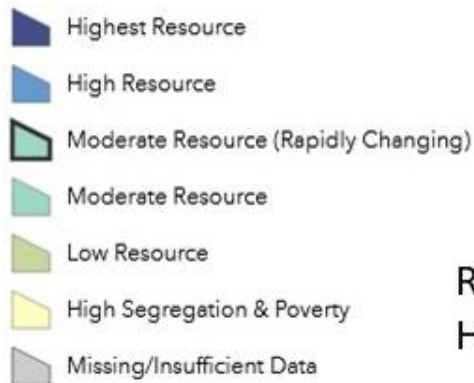 Highest Resource
High Resource
Moderate Resource (Rapidly Changing)
Moderate Resource
Low Resource
High Segregation & Poverty
Missing/Insufficient Data
R
H